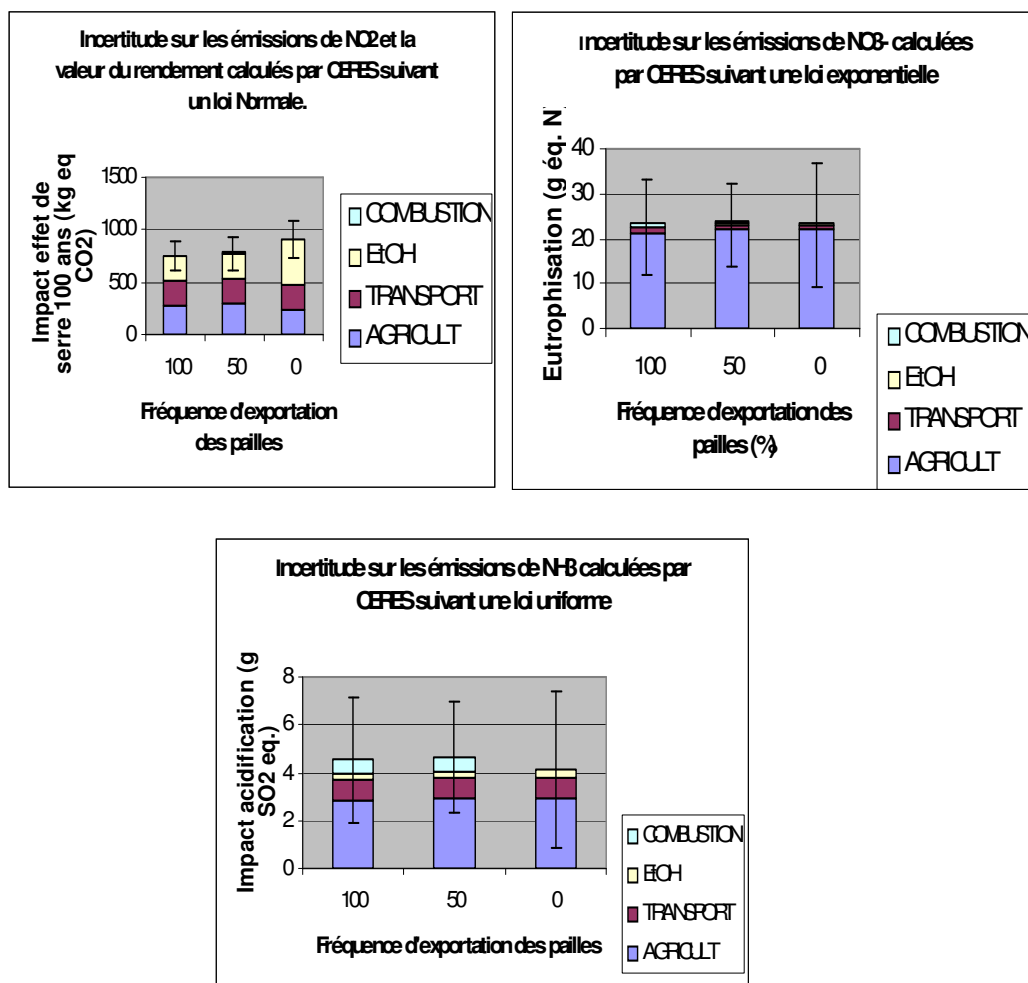 Incertitude sur les émissions de NO2 et la
valeur du rendement calculés par CERES suivant
un loi Normale.
Impact effet de
serre 100 ans (kg eq
CO2)
1500
1000
500
0
100
50
0
Fréquence d'exportation
des pailles
COMBUSTION
EtOH
TRANSPORT
AGRICULT
incertitude sur les émissions de NO3- calculées
par CERES suivant une loi exponentielle
Eutrophisation (g éq. N
40
30
20
10
0
100
50
0
Fréquence d'exportation des
pailles (%)
COMBUSTION
EtOH
TRANSPORT
AGRICULT
Incertitude sur les émissions de NH3 calculées par
CERES suivant une loi uniforme
Impact acidification (g
SO2 eq.)
8
6
4
2
0
100
50
0
Fréquence d'exportation des pailles
COMBUSTION
EtOH
TRANSPORT
AGRICULT